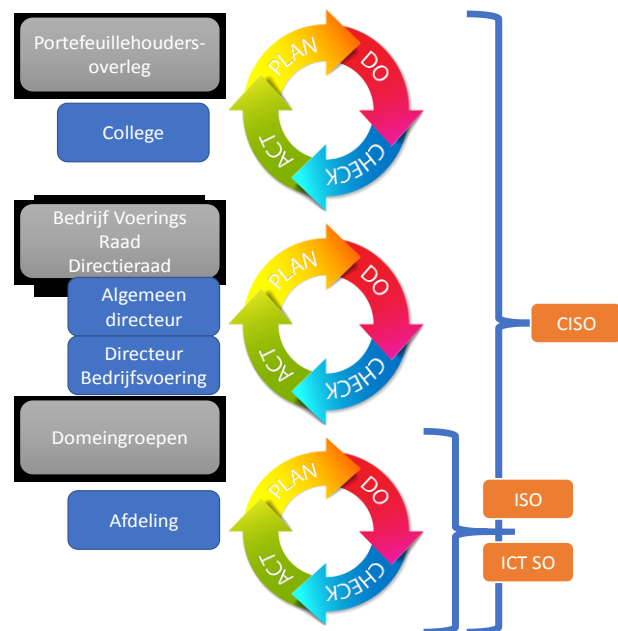 Portefeuillehouders-
overleg
College
PLAN
DO
CHECK
ACT
Bedrijf Voerings
Raad
Directieraad
Algemeen
directeur
Directeur
Bedrijfsvoering
PLAN
DO
CHECK
ACT
CISO
Domeingroepen
Afdeling
PLAN
DO
CHECK
ACT
ISO
ICT SO